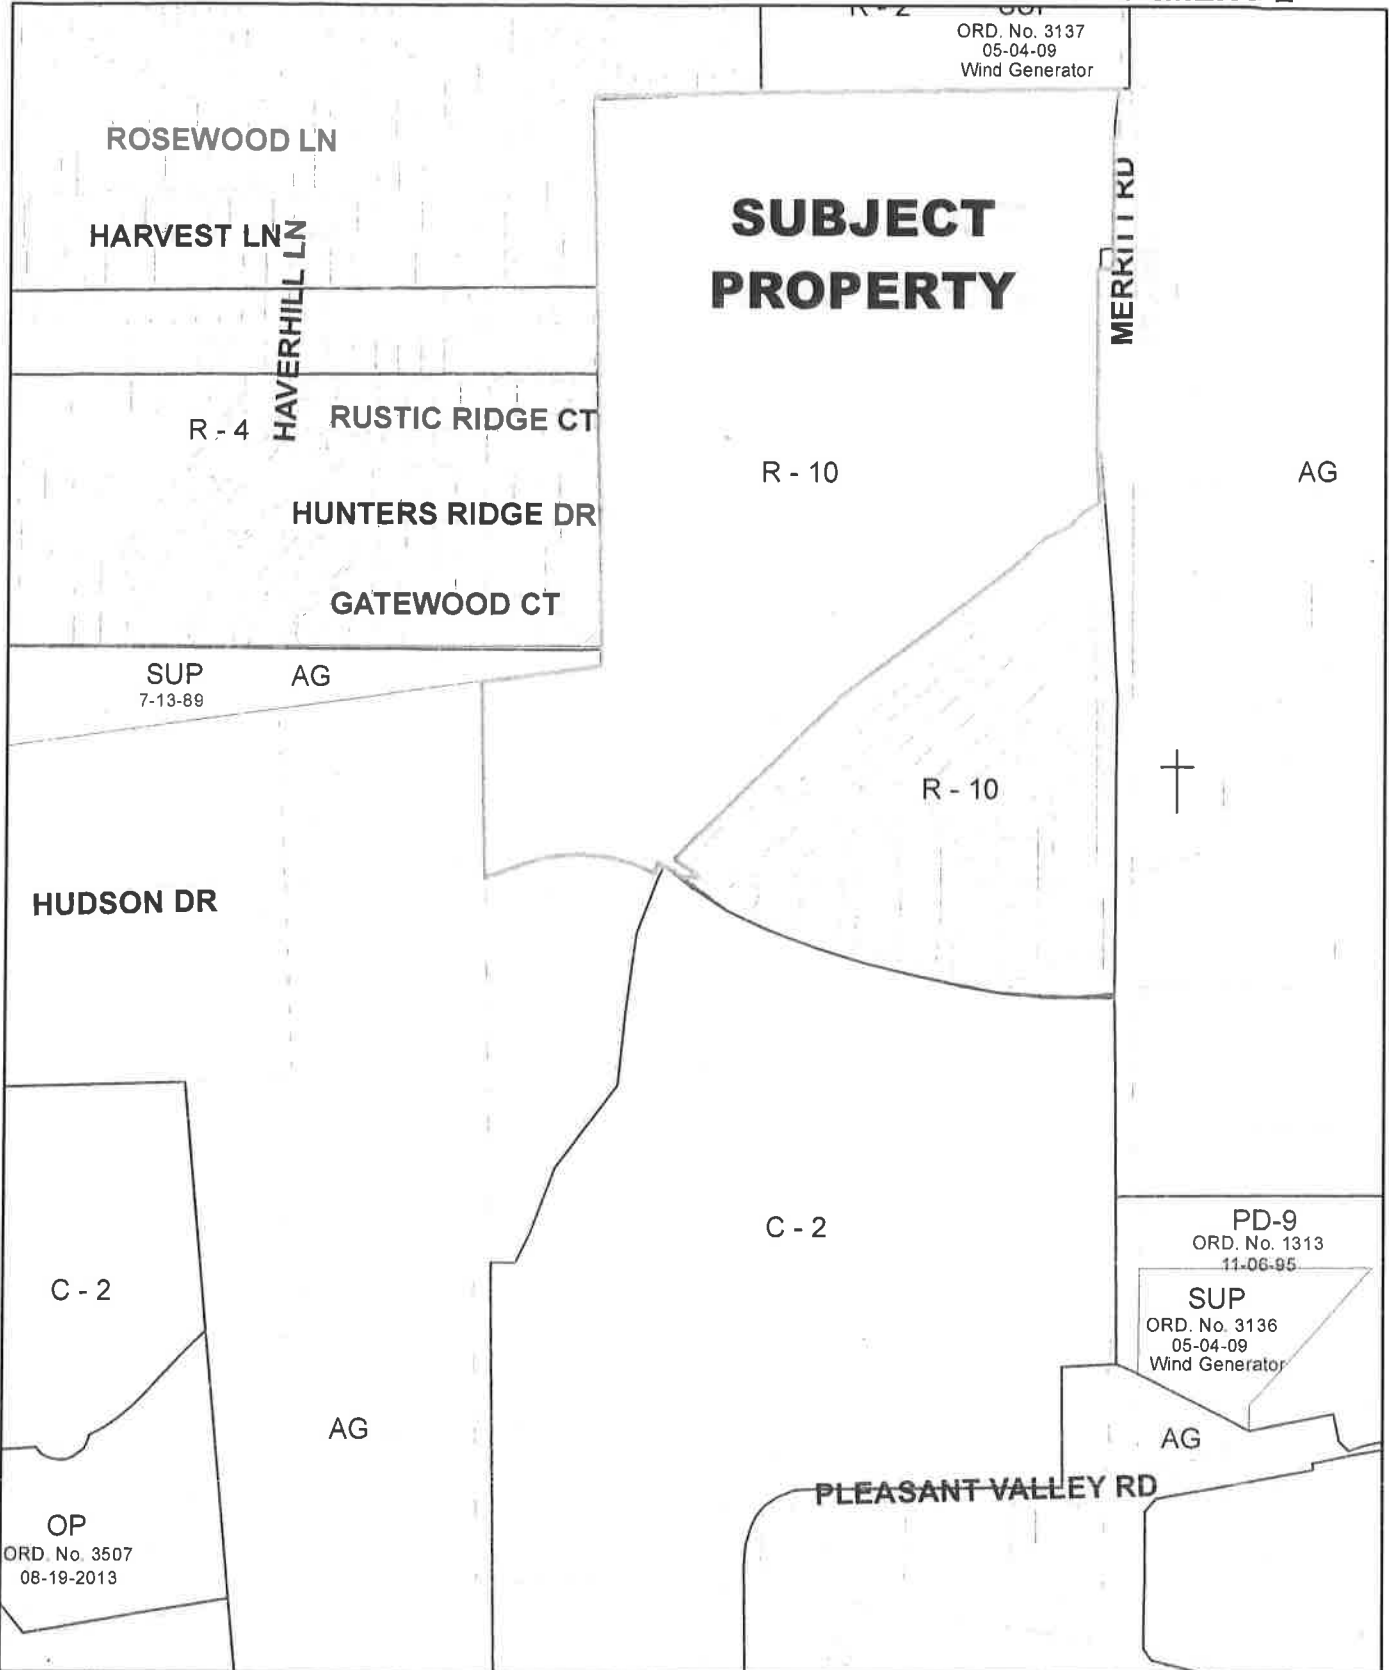 ORD. No. 3137
05-04-09
Wind Generator
ROSEWOOD LN
HARVEST LN
HAVERHILL LN
SUBJECT
PROPERTY
MERRITT RD
R - 4
RUSTIC RIDGE CT
R - 10
AG
HUNTERS RIDGE DR
GATEWOOD CT
SUP
7-13-89
AG
R - 10
HUDSON DR
C - 2
PD-9
ORD. No. 1313
11-06-95
C - 2
SUP
ORD. No. 3136
05-04-09
Wind Generator
AG
AG
PLEASANT VALLEY RD
OP
ORD. No. 3507
08-19-2013